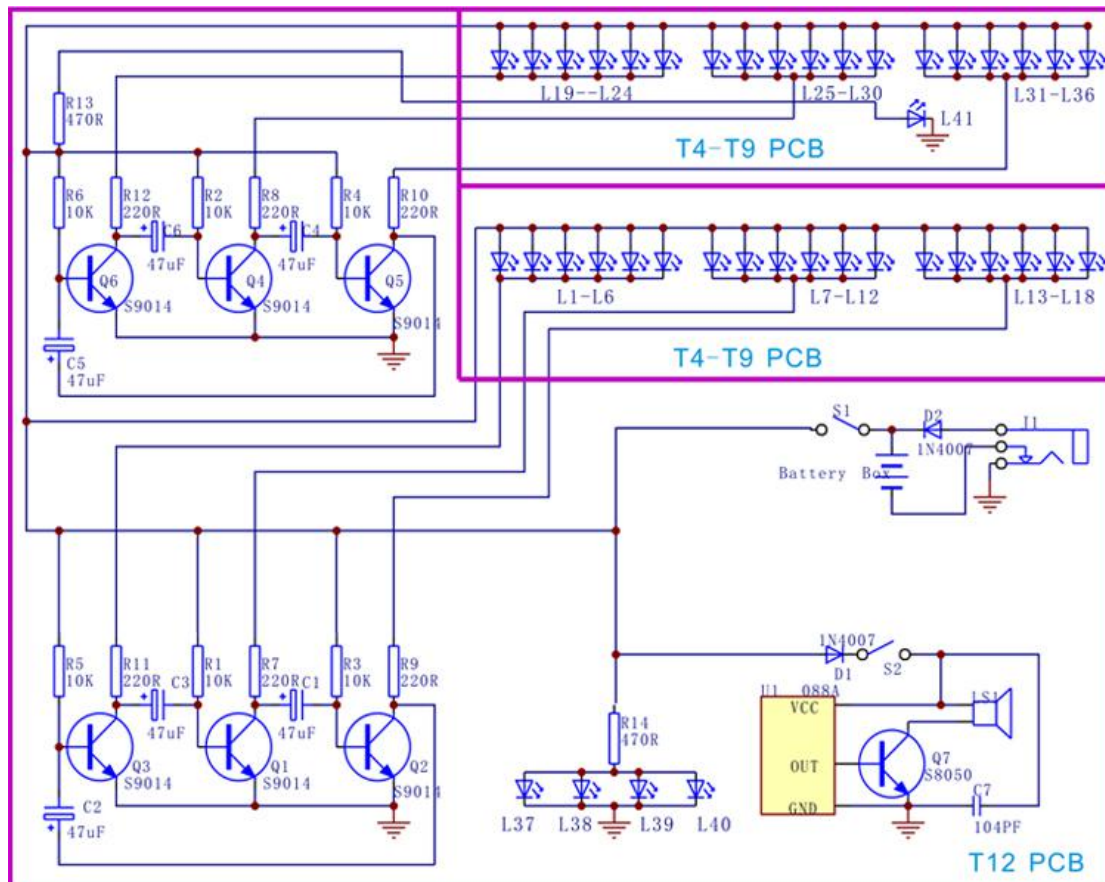 L19--L24
L25-L30
L31-L36
R13
470R
L41
T4-T9 PCB
R6
10K
R12
220R
R2
10K
R8
220R
R4
10K
R10
220R
C6
47uF
C4
47uF
Q6
S9014
Q4
S9014
Q5
S9014
L1-L6
L7-L12
L13-L18
C5
47uF
T4-T9 PCB
S1
D2
1N4007
J1
Battery Box
R5
10K
R11
220R
R1
10K
R7
220R
R3
10K
R9
220R
C3
47uF
C1
47uF
Q3
S9014
Q1
S9014
Q2
S9014
C2
47uF
1N4007
D1
S2
U1 088A
VCC
OUT
GND
LS1
Q7
S8050
C7
104PF
R14
470R
L37 L38 L39 L40
T12 PCB